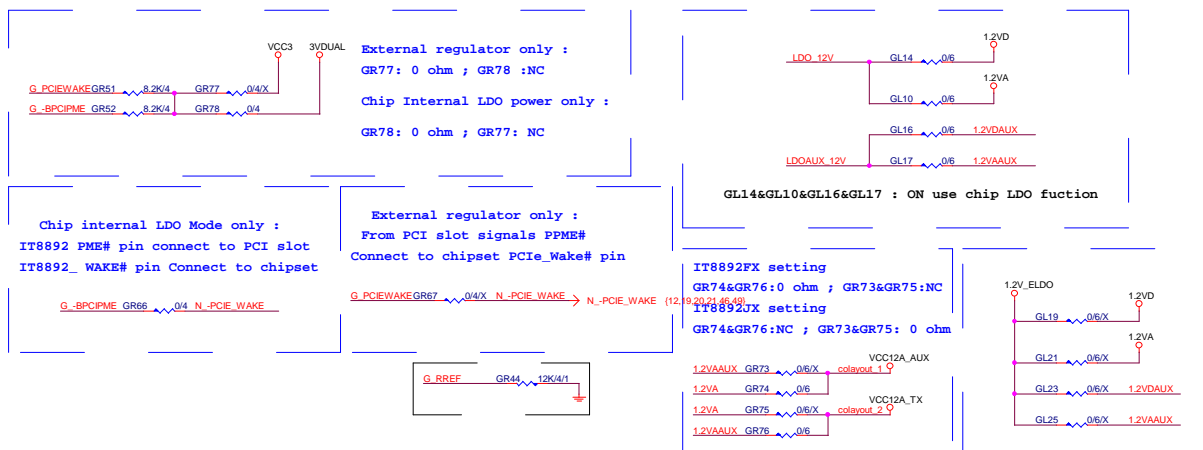 VCC3 3VDUAL
G_PCIEWAKE GR51 8.2K/4 GR77 0/4/X
G_-BPCIPME GR52 8.2K/4 GR78 0/4
External regulator only :
GR77: 0 ohm ; GR78 :NC
Chip Internal LDO power only :
GR78: 0 ohm ; GR77: NC
1.2VD
LDO_12V GL14 0/6
1.2VA
GL10 0/6
GL16 0/6 1.2VDAUX
LDOAUX_12V GL17 0/6 1.2VAAUX
GL14&GL10&GL16&GL17 : ON use chip LDO fuction
Chip internal LDO Mode only :
IT8892 PME# pin connect to PCI slot
IT8892_ WAKE# pin Connect to chipset
G_-BPCIPME GR66 0/4 N_-PCIE_WAKE
External regulator only :
From PCI slot signals PPME#
Connect to chipset PCIe_Wake# pin
G_PCIEWAKE GR67 0/4/X N_-PCIE_WAKE N_-PCIE_WAKE {12,19,20,21,46,49}
G_RREF GR44 12K/4/1
IT8892FX setting
GR74&GR76:0 ohm ; GR73&GR75:NC
IT8892JX setting
GR74&GR76:NC ; GR73&GR75: 0 ohm
VCC12A_AUX
1.2VAAUX GR73 0/6/X colayout_1
1.2VA GR74 0/6
VCC12A_TX
1.2VA GR75 0/6/X colayout_2
1.2VAAUX GR76 0/6
1.2V_ELDO
1.2VD
GL19 0/6/X
1.2VA
GL21 0/6/X
GL23 0/6/X 1.2VDAUX
GL25 0/6/X 1.2VAAUX